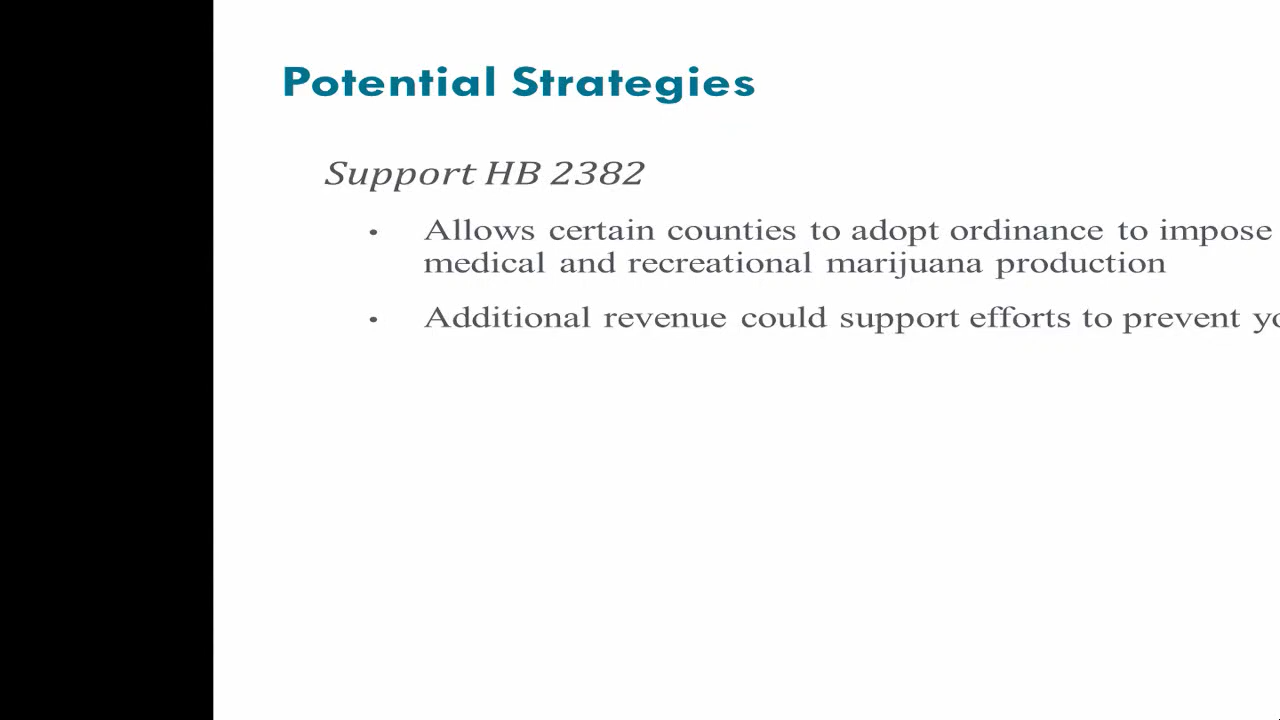 Potential Strategies
Support HB 2382
• Allows certain counties to adopt ordinance to impose
medical and recreational marijuana production
• Additional revenue could support efforts to prevent